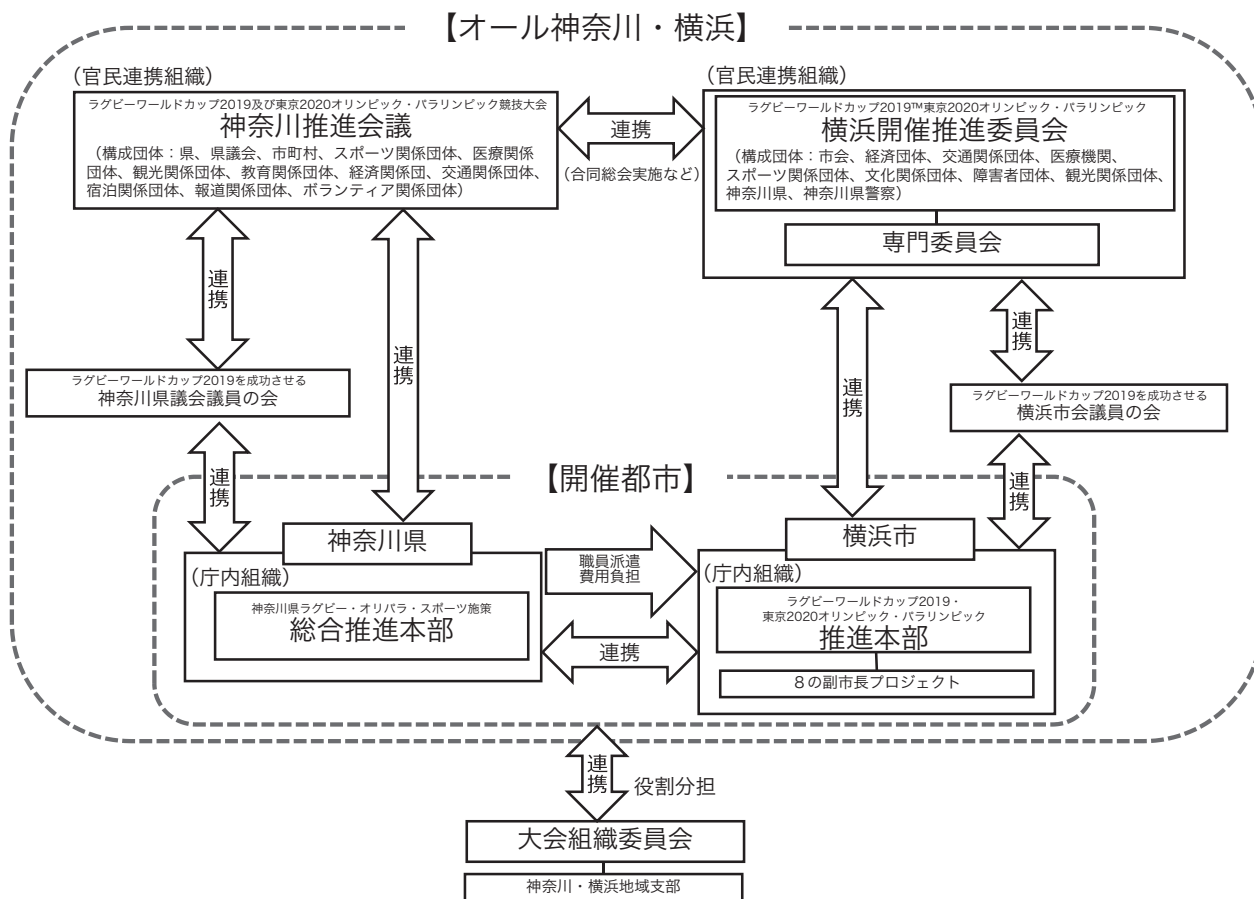 【オール神奈川・横浜】
（官民連携組織）
ラグビーワールドカップ2019及び東京2020オリンピック・パラリンピック競技大会
神奈川推進会議
（構成団体：県、県議会、市町村、スポーツ関係団体、医療関係
団体、観光関係団体、教育関係団体、経済関係団、交通関係団体、
宿泊関係団体、報道関係団体、ボランティア関係団体）
連携
（合同総会実施など）
（官民連携組織）
ラグビーワールドカップ2019™東京2020オリンピック・パラリンピック
横浜開催推進委員会
（構成団体：市会、経済団体、交通関係団体、医療機関、
スポーツ関係団体、文化関係団体、障害者団体、観光関係団体、
神奈川県、神奈川県警察）
専門委員会
連携
連携
連携
連携
ラグビーワールドカップ2019を成功させる
神奈川県議会議員の会
ラグビーワールドカップ2019を成功させる
横浜市会議員の会
連携
連携
【開催都市】
神奈川県
（庁内組織）
神奈川県ラグビー・オリパラ・スポーツ施策
総合推進本部
職員派遣
費用負担
連携
横浜市
（庁内組織）
ラグビーワールドカップ2019・
東京2020オリンピック・パラリンピック
推進本部
８の副市長プロジェクト
連携
役割分担
大会組織委員会
神奈川・横浜地域支部